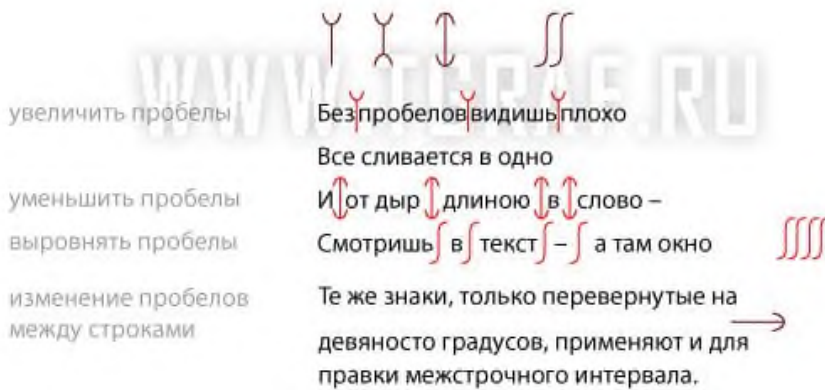 WWW.TGRAF.RU
увеличить пробелы
Без пробелов видишь плохо
Все сливается в одно
уменьшить пробелы
И от дыр длиною в слово –
выровнять пробелы
Смотришь в текст – а там окно
изменение пробелов
между строками
Те же знаки, только перевернутые на
девяносто градусов, применяют и для
правки межстрочного интервала.